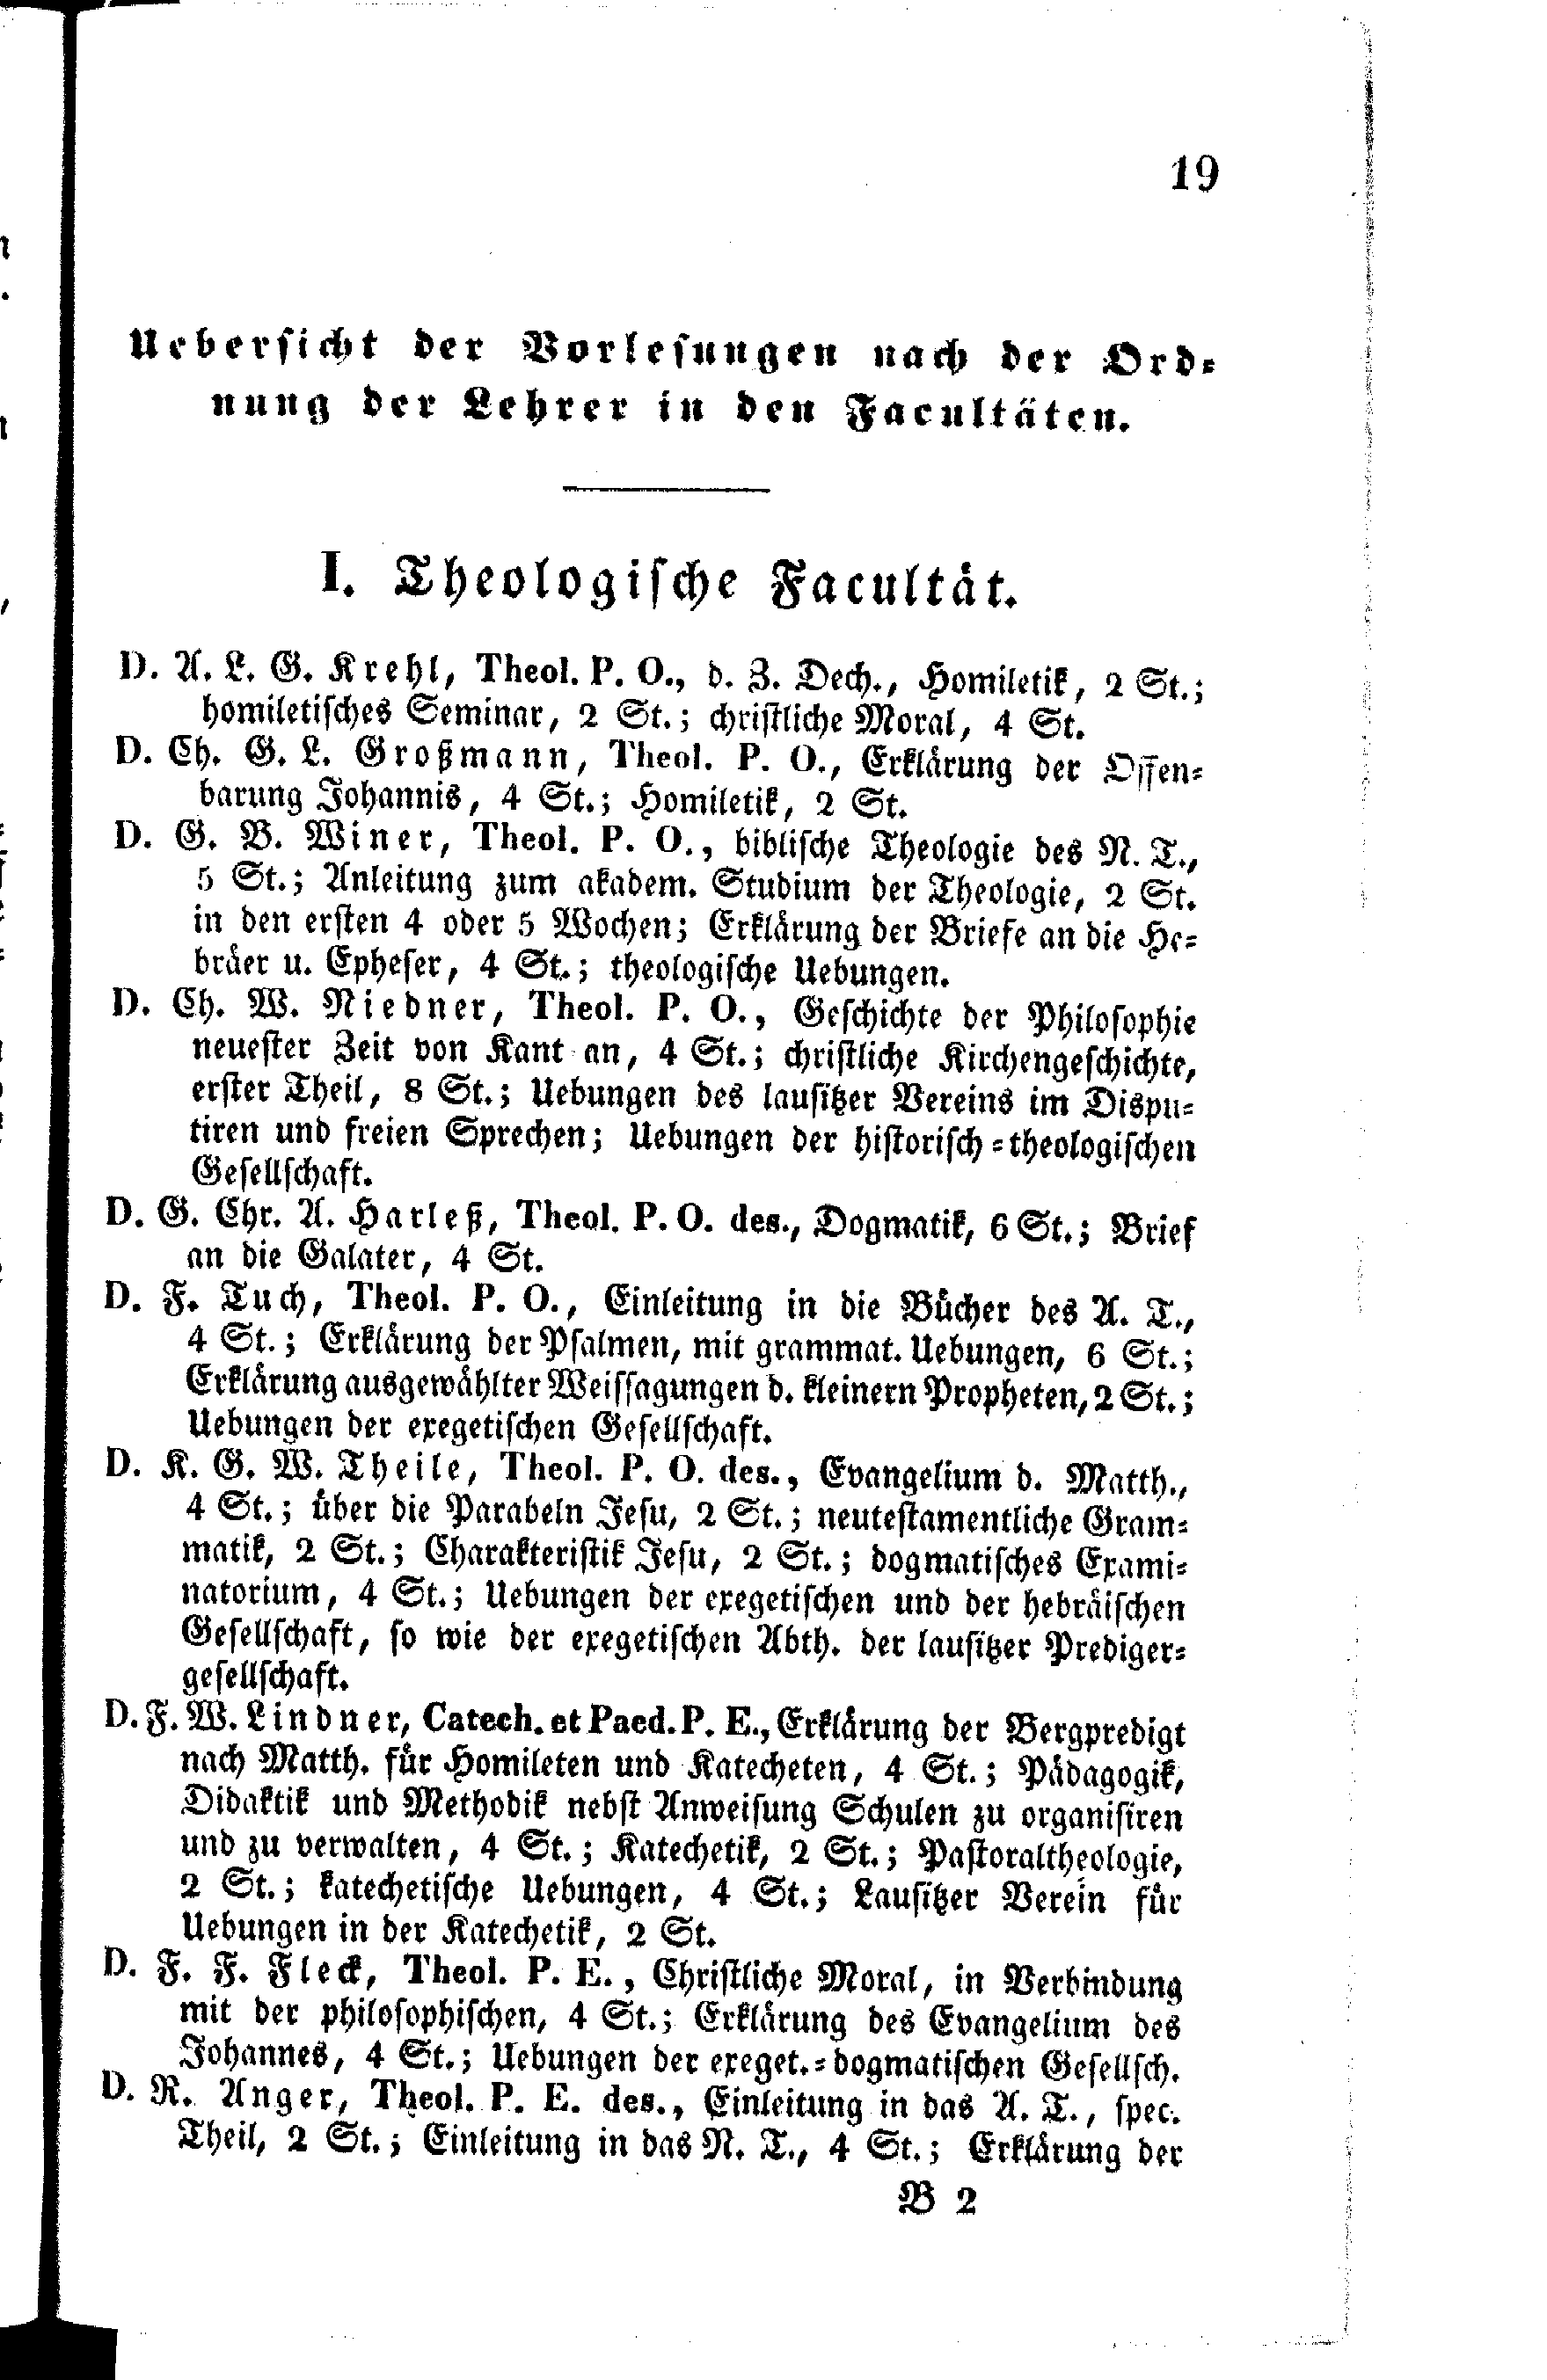 19
Uebersicht der Vorlesungen nach der Ord-
nung der Lehrer in den Facultäten.
I. Theologische Facultät.
D. A. L. G. Krehl, Theol. P. O., d. Z. Dech., Homiletik, 2 St.;
homiletisches Seminar, 2 St.; christliche Moral, 4 St.
D. Ch. G. L. Großmann, Theol. P. O., Erklärung der Offen-
barung Johannis, 4 St.; Homiletik, 2 St.
D. G. B. Winer, Theol. P. O., biblische Theologie des N. T.,
5 St.; Anleitung zum akadem. Studium der Theologie, 2 St.
in den ersten 4 oder 5 Wochen; Erklärung der Briefe an die He-
bräer u. Epheser, 4 St.; theologische Uebungen.
D. Ch. W. Niedner, Theol. P. O., Geschichte der Philosophie
neuester Zeit von Kant an, 4 St.; christliche Kirchengeschichte,
erster Theil, 8 St.; Uebungen des lausitzer Vereins im Dispu-
tiren und freien Sprechen; Uebungen der historisch-theologischen
Gesellschaft.
D. G. Chr. A. Harleß, Theol. P. O. des., Dogmatik, 6 St.; Brief
an die Galater, 4 St.
D. F. Tuch, Theol. P. O., Einleitung in die Bücher des A. T.,
4 St.; Erklärung der Psalmen, mit grammat. Uebungen, 6 St.;
Erklärung ausgewählter Weissagungen d. kleinern Propheten, 2 St.;
Uebungen der exegetischen Gesellschaft.
D. K. G. W. Theile, Theol. P. O. des., Evangelium d. Matth.,
4 St.; über die Parabeln Jesu, 2 St.; neutestamentliche Gram-
matik, 2 St.; Charakteristik Jesu, 2 St.; dogmatisches Exami-
natorium, 4 St.; Uebungen der exegetischen und der hebräischen
Gesellschaft, so wie der exegetischen Abth. der lausitzer Prediger-
gesellschaft.
D. F. W. Lindner, Catech. et Paed. P. E., Erklärung der Bergpredigt
nach Matth. für Homileten und Katecheten, 4 St.; Pädagogik,
Didaktik und Methodik nebst Anweisung Schulen zu organisiren
und zu verwalten, 4 St.; Katechetik, 2 St.; Pastoraltheologie,
2 St.; katechetische Uebungen, 4 St.; Lausitzer Verein für
Uebungen in der Katechetik, 2 St.
D. F. F. Fleck, Theol. P. E., Christliche Moral, in Verbindung
mit der philosophischen, 4 St.; Erklärung des Evangelium des
Johannes, 4 St.; Uebungen der exeget.-dogmatischen Gesellsch.
D. R. Anger, Theol. P. E. des., Einleitung in das A. T., spec.
Theil, 2 St.; Einleitung in das N. T., 4 St.; Erklärung der
B 2